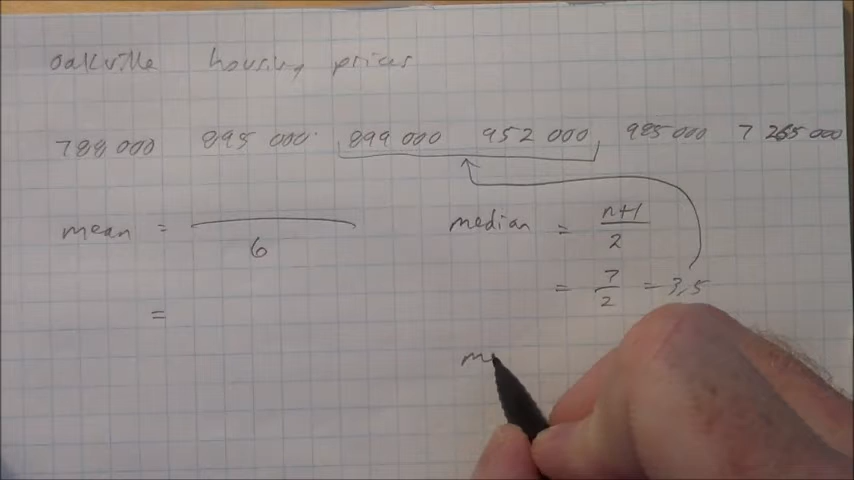 oakville housing prices
788 000 895 000 899 000 952 000 985 000 7 265 000
mean = ―― 6 median = n+1 / 2
= = 7 / 2 = 3,5
m